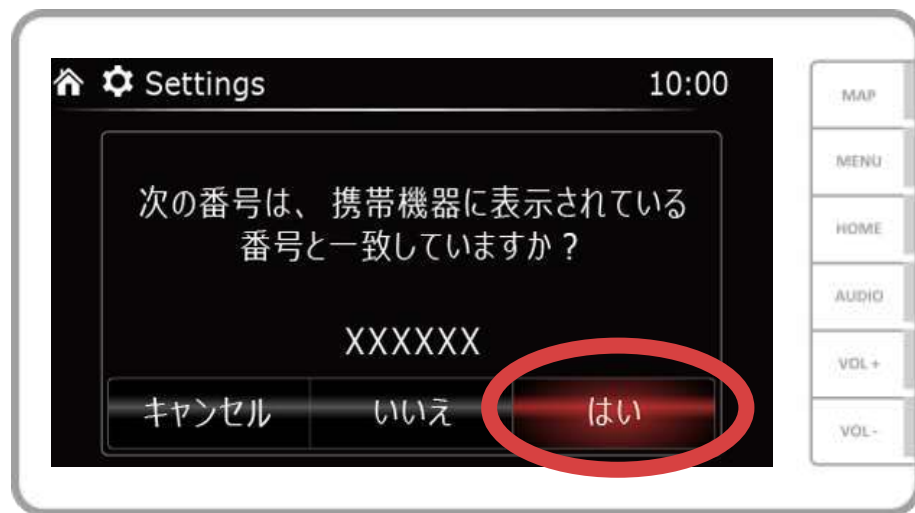 Settings 10:00
次の番号は、 携帯機器に表示されている
番号と一致していますか？
XXXXXX
キャンセル いいえ はい
MAP
MENU
HOME
AUDIO
VOL +
VOL -